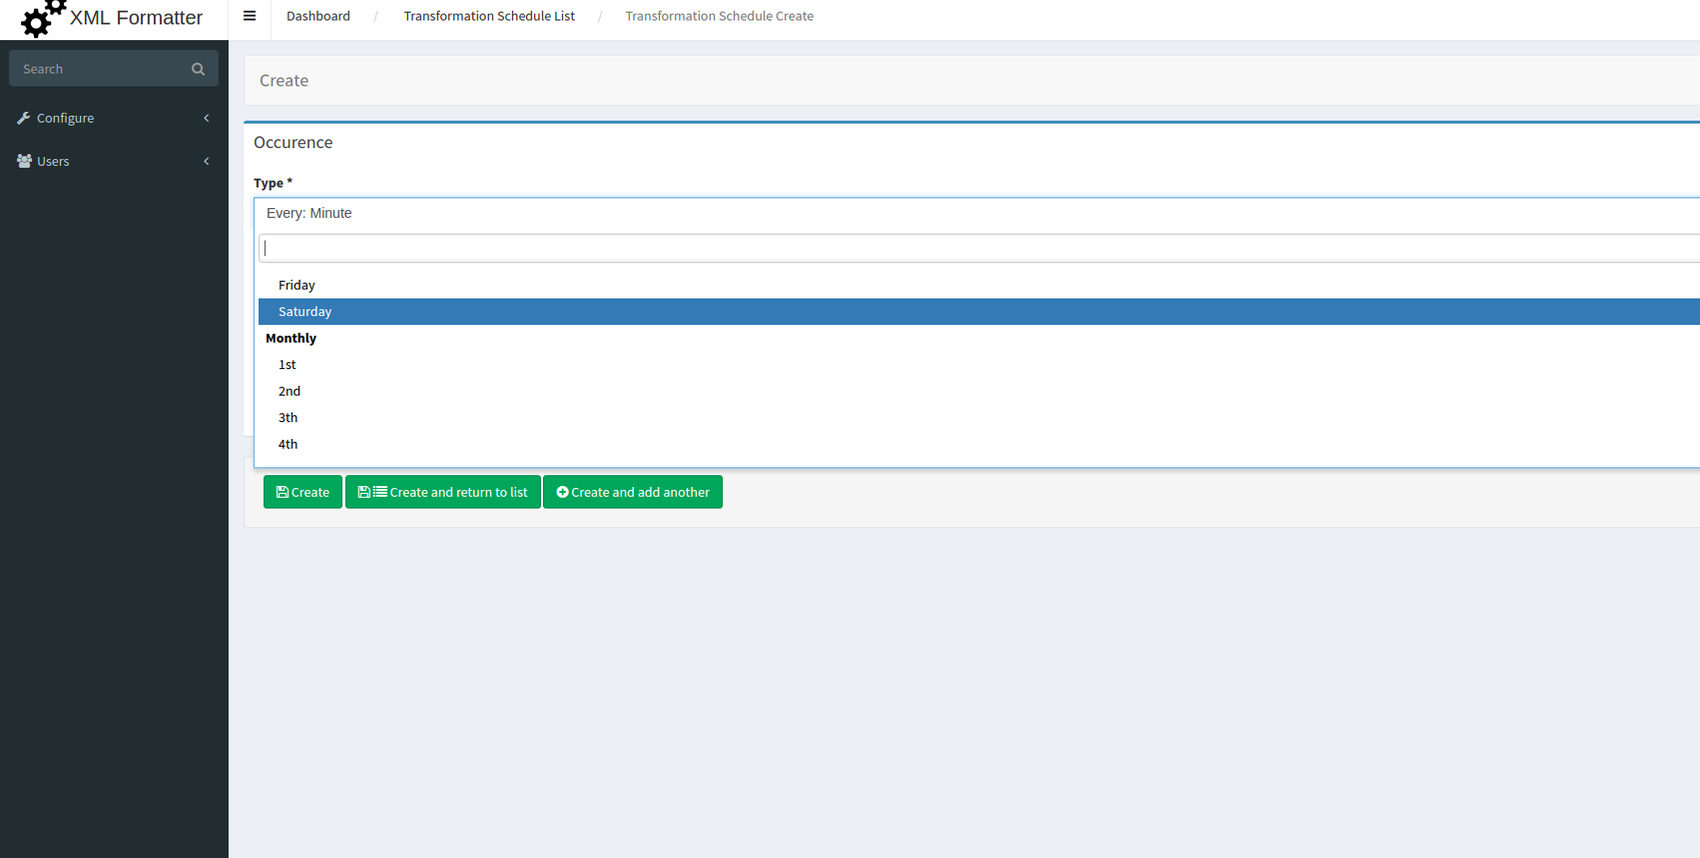 XML Formatter
Dashboard / Transformation Schedule List / Transformation Schedule Create
Search
Configure
Users
Create
Occurence
Type *
Every: Minute
Friday
Saturday
Monthly
1st
2nd
3th
4th
Create
Create and return to list
Create and add another